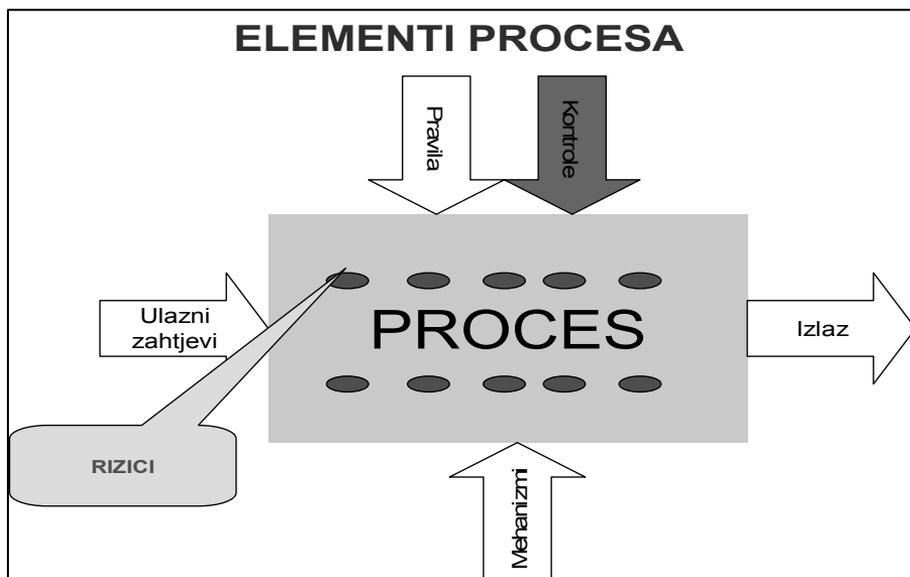 ELEMENTI PROCESA
Pravila
Kontrole
Ulazni
zahtjevi
PROCES
Izlaz
RIZICI
Mehanizmi